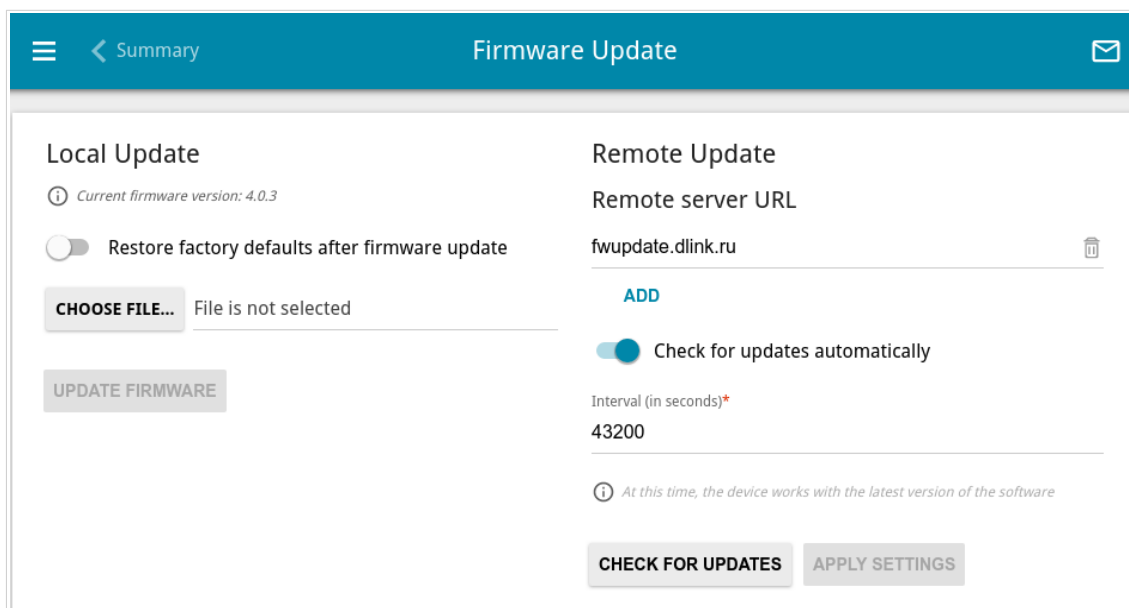 Summary
Firmware Update
Local Update
Current firmware version: 4.0.3
Restore factory defaults after firmware update
CHOOSE FILE... File is not selected
UPDATE FIRMWARE
Remote Update
Remote server URL
fwupdate.dlink.ru
ADD
Check for updates automatically
Interval (in seconds)*
43200
At this time, the device works with the latest version of the software
CHECK FOR UPDATES APPLY SETTINGS